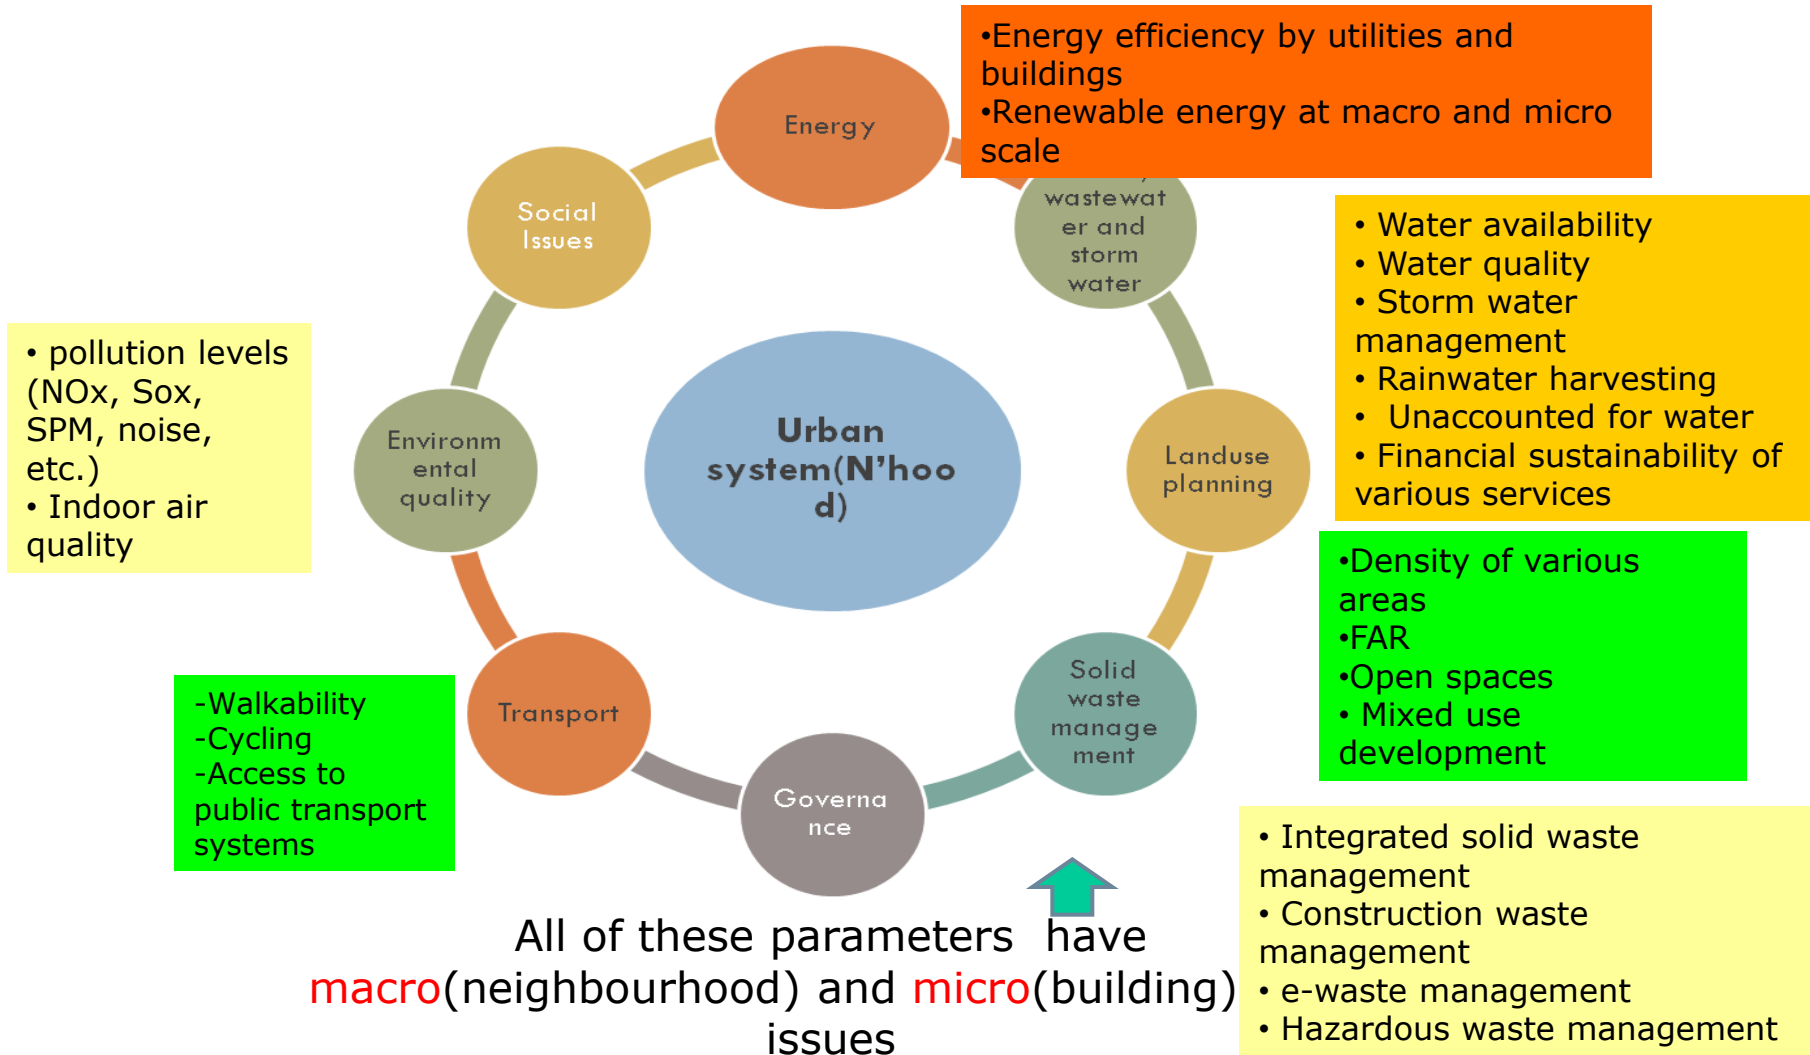 •Energy efficiency by utilities and
buildings
•Renewable energy at macro and micro
scale
Energy
wastewat
er and
storm
water
Social
Issues
• Water availability
• Water quality
• Storm water
management
• Rainwater harvesting
•  Unaccounted for water
• Financial sustainability of
various services
• pollution levels
(NOx, Sox,
SPM, noise,
etc.)
• Indoor air
quality
Environm
ental
quality
Urban
system(N’hoo
d)
Landuse
planning
•Density of various
areas
•FAR
•Open spaces
• Mixed use
development
-Walkability
-Cycling
-Access to
public transport
systems
Transport
Solid
waste
manage
ment
Governa
nce
• Integrated solid waste
management
• Construction waste
management
• e-waste management
• Hazardous waste management
All of these parameters  have
macro(neighbourhood) and micro(building)
issues